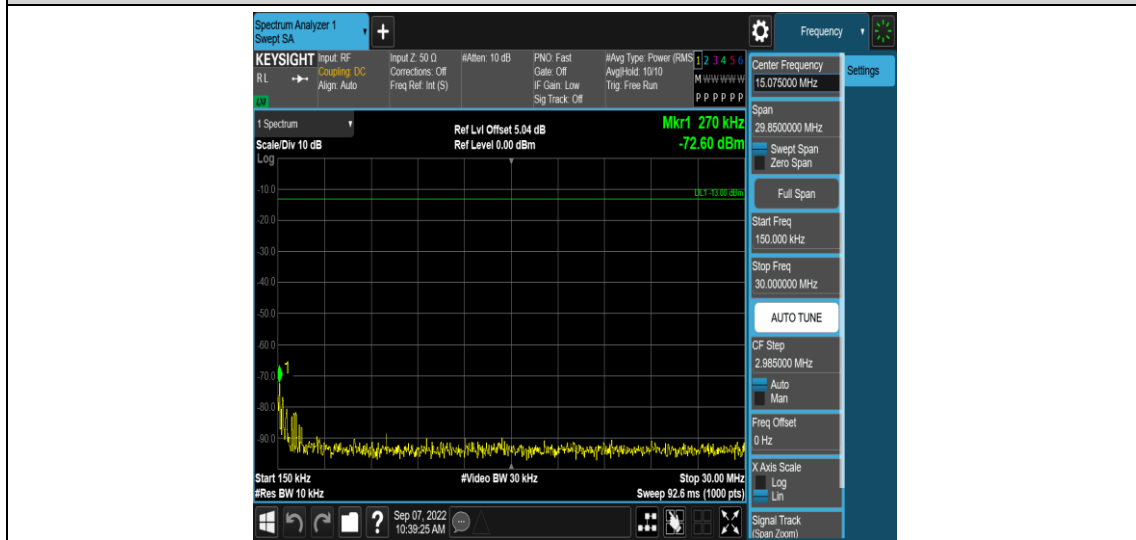 Spectrum Analyzer 1
Swept SA
+
Frequency
KEYSIGHT
RL
Input: RF
Coupling: DC
Align: Auto
Input Z: 50 Ω
Corrections: Off
Freq Ref: Int (S)
#Atten: 10 dB
PNO: Fast
Gate: Off
IF Gain: Low
Sig Track: Off
#Avg Type: Power (RMS
Avg|Hold: 10/10
Trig: Free Run
1 2 3 4 5 6
M W W W W W
P P P P P P
Center Frequency
15.075000 MHz
Settings
1 Spectrum
Scale/Div 10 dB
Log
Ref Lvl Offset 5.04 dB
Ref Level 0.00 dBm
Mkr1 270 kHz
-72.60 dBm
DL1 -13.00 dBm
-10.0
-20.0
-30.0
-40.0
-50.0
-60.0
-70.0
-80.0
-90.0
1
Start 150 kHz
#Res BW 10 kHz
#Video BW 30 kHz
Stop 30.00 MHz
Sweep 92.6 ms (1000 pts)
Span
29.8500000 MHz
Swept Span
Zero Span
Full Span
Start Freq
150.000 kHz
Stop Freq
30.000000 MHz
AUTO TUNE
CF Step
2.985000 MHz
Auto
Man
Freq Offset
0 Hz
X Axis Scale
Log
Lin
Signal Track
(Span Zoom)
?
Sep 07, 2022
10:39:25 AM